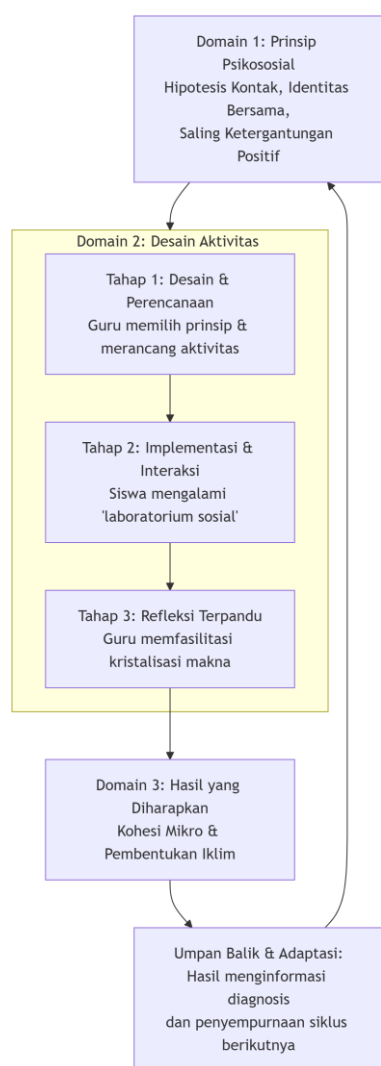 Domain 1: Prinsip
Psikososial
Hipotesis Kontak, Identitas
Bersama,
Saling Ketergantungan
Positif
Domain 2: Desain Aktivitas
Tahap 1: Desain &
Perencanaan
Guru memilih prinsip &
merancang aktivitas
Tahap 2: Implementasi &
Interaksi
Siswa mengalami
'laboratorium sosial'
Tahap 3: Refleksi Terpandu
Guru memfasilitasi
kristalisasi makna
Domain 3: Hasil yang
Diharapkan
Kohesi Mikro &
Pembentukan Iklim
Umpan Balik & Adaptasi:
Hasil menginformasi
diagnosis
dan penyempurnaan siklus
berikutnya